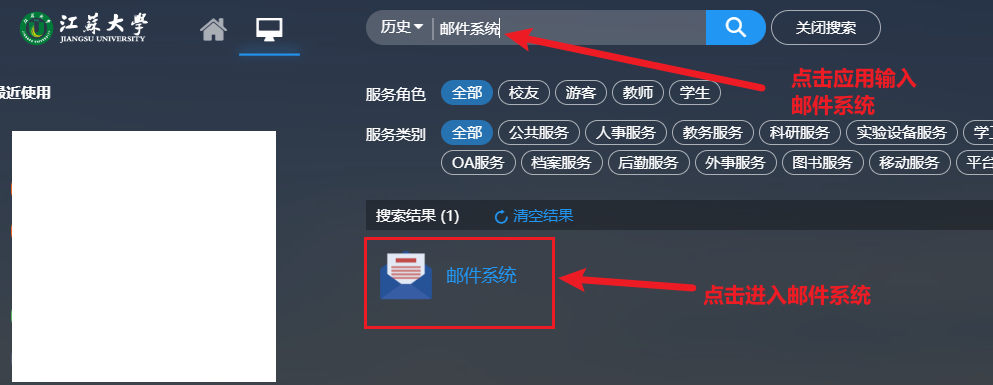 江苏大学
JIANGSU UNIVERSITY
历史
邮件系统
关闭搜索
点击应用输入
邮件系统
最近使用
服务角色
全部
校友
游客
教师
学生
服务类别
全部
公共服务
人事服务
教务服务
科研服务
实验设备服务
学工
OA服务
档案服务
后勤服务
外事服务
图书服务
移动服务
平台
搜索结果 (1)
清空结果
邮件系统
点击进入邮件系统